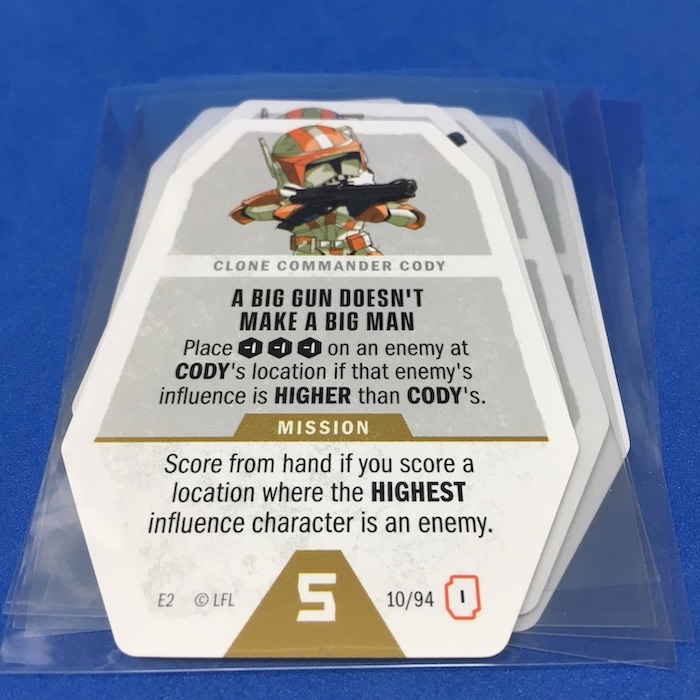 CLONE COMMANDER CODY
A BIG GUN DOESN'T
MAKE A BIG MAN
Place -1 -1 -1 on an enemy at
CODY's location if that enemy's
influence is HIGHER than CODY's.
MISSION
Score from hand if you score a
location where the HIGHEST
influence character is an enemy.
E2 © LFL 5 10/94 I